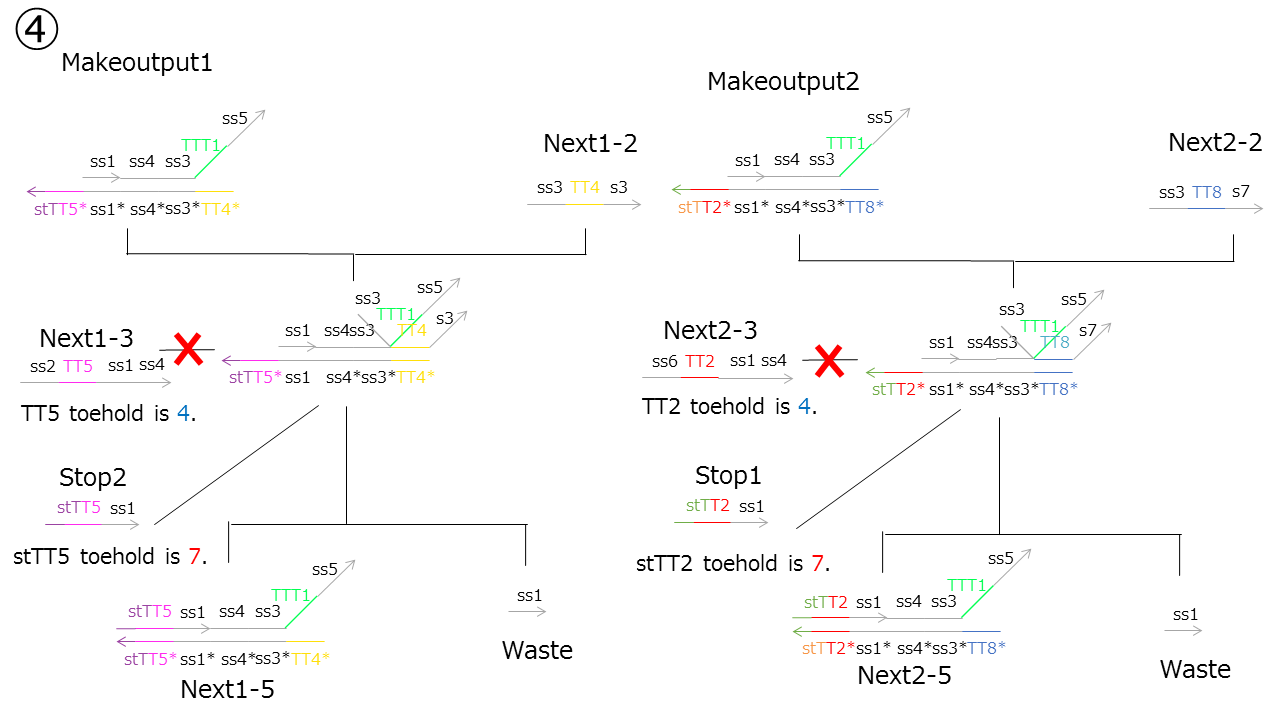 ④
Makeoutput1
ss5
TTT1
ss1 ss4 ss3
stTT5* ss1* ss4* ss3* TT4*
Next1-2
ss3 TT4 s3
Makeoutput2
ss5
TTT1
ss1 ss4 ss3
stTT2* ss1* ss4* ss3* TT8*
Next2-2
ss3 TT8 s7
Next1-3
ss2 TT5 ss1 ss4
TT5 toehold is 4.
ss3
ss5
TTT1
s3
TT4
ss1 ss4 ss3
stTT5* ss1 ss4* ss3* TT4*
Next2-3
ss6 TT2 ss1 ss4
TT2 toehold is 4.
ss3
ss5
TTT1
s7
TT8
ss1 ss4 ss3
stTT2* ss1* ss4* ss3* TT8*
Stop2
stTT5 ss1
stTT5 toehold is 7.
Stop1
stTT2 ss1
stTT2 toehold is 7.
ss5
TTT1
stTT5 ss1 ss4 ss3
stTT5* ss1* ss4* ss3* TT4*
Next1-5
ss1
Waste
ss5
TTT1
stTT2 ss1 ss4 ss3
stTT2* ss1* ss4* ss3* TT8*
Next2-5
ss1
Waste